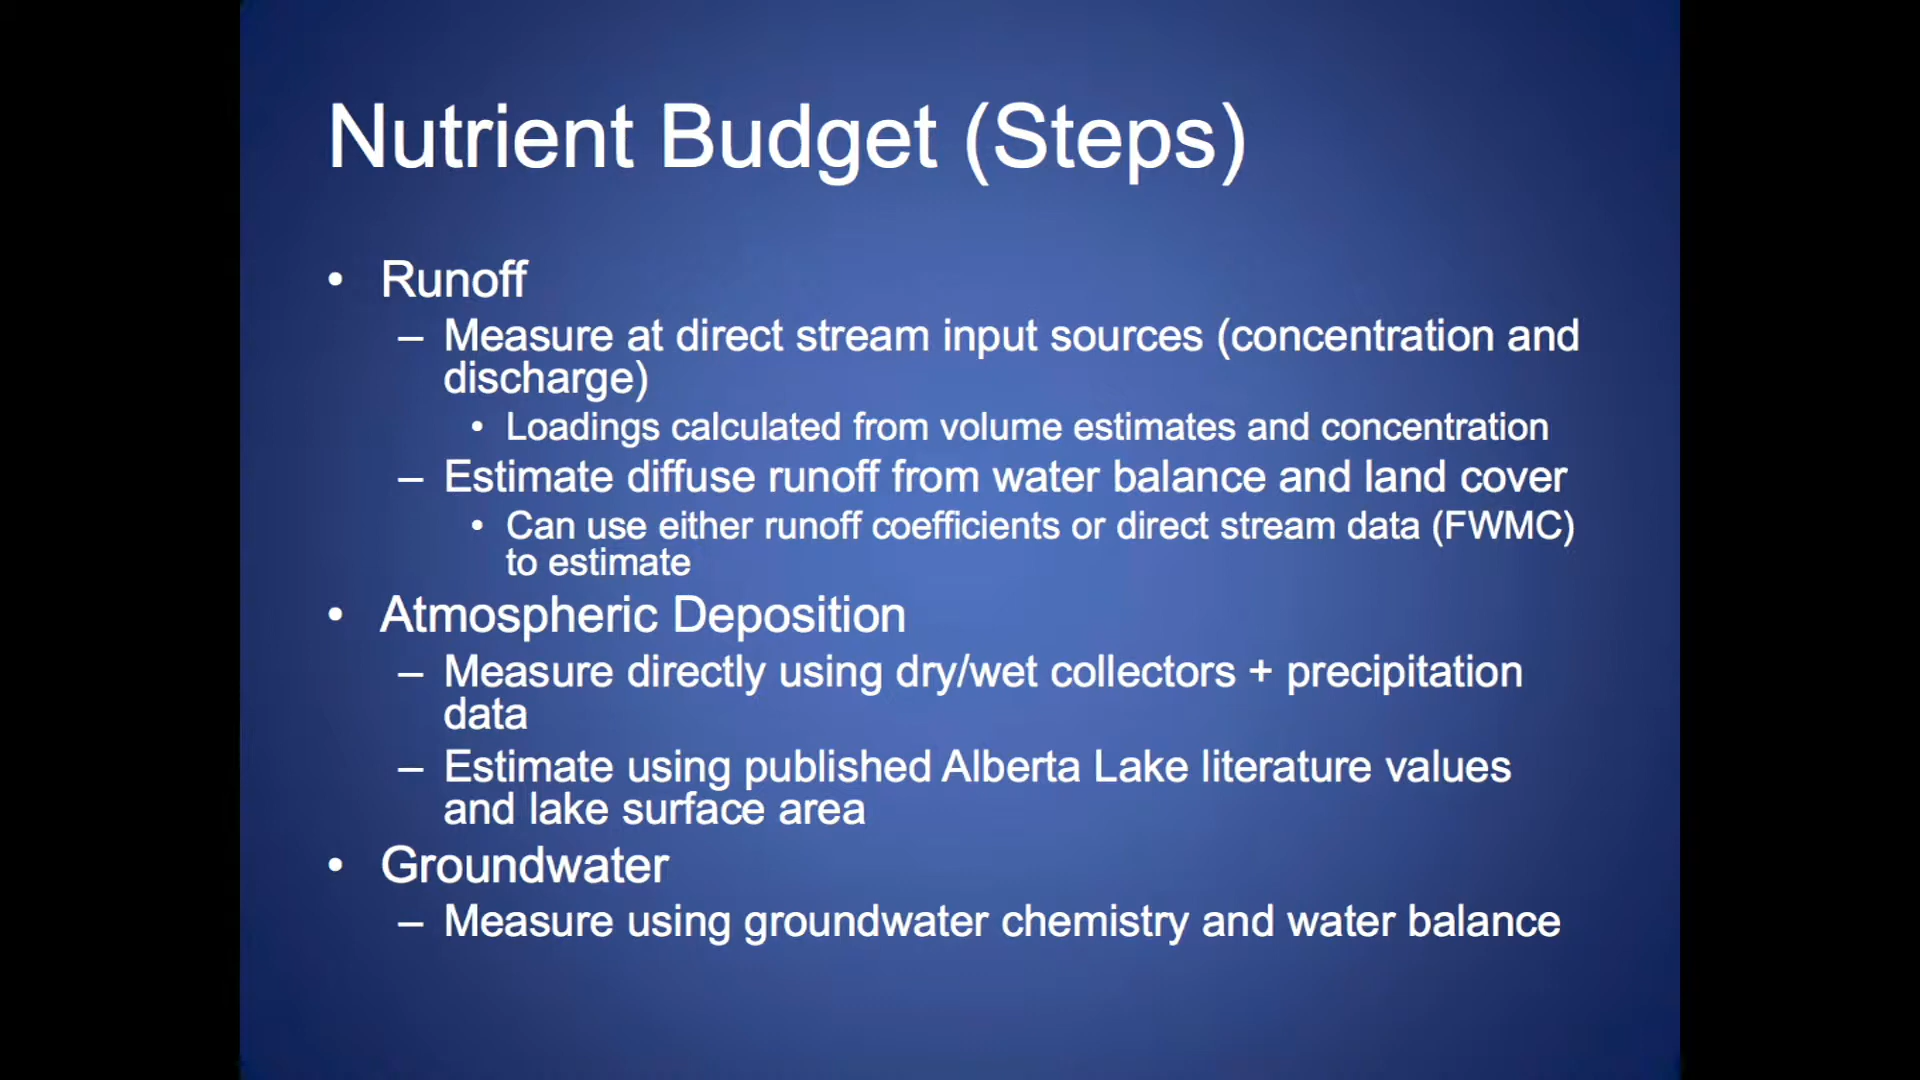 Nutrient Budget (Steps)
• Runoff
– Measure at direct stream input sources (concentration and
discharge)
• Loadings calculated from volume estimates and concentration
– Estimate diffuse runoff from water balance and land cover
• Can use either runoff coefficients or direct stream data (FWMC)
to estimate
• Atmospheric Deposition
– Measure directly using dry/wet collectors + precipitation
data
– Estimate using published Alberta Lake literature values
and lake surface area
• Groundwater
– Measure using groundwater chemistry and water balance